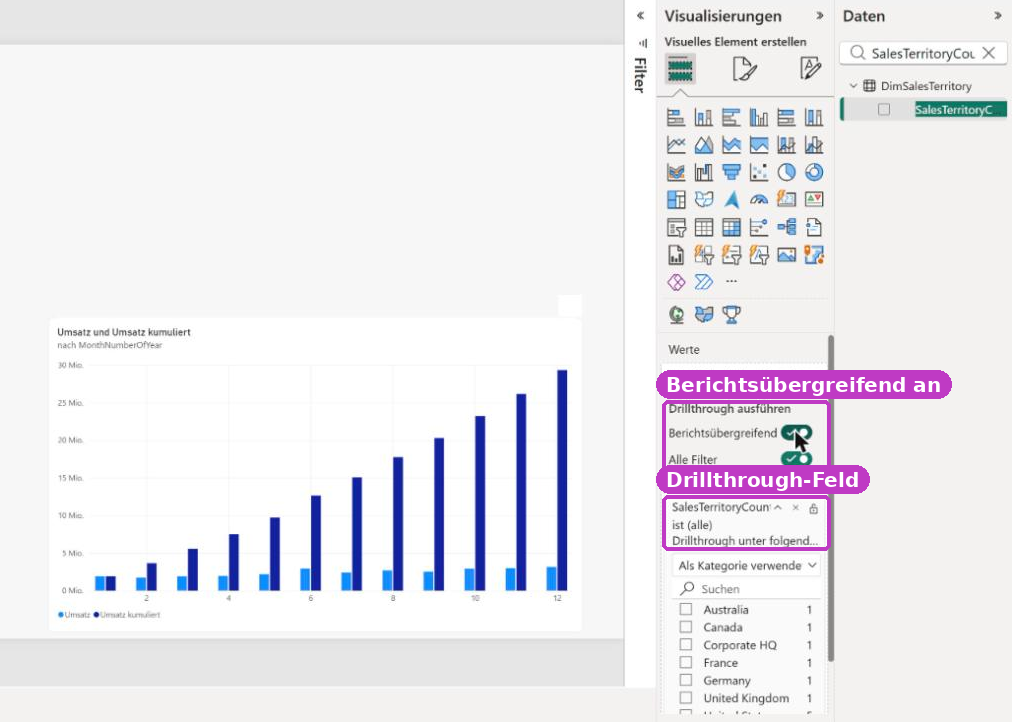 Visualisierungen
Daten
Visuelles Element erstellen
Filter
SalesTerritoryCou
DimSalesTerritory
SalesTerritoryC...
Umsatz und Umsatz kumuliert
nach MonthNumberOfYear
30 Mio.
25 Mio.
20 Mio.
15 Mio.
10 Mio.
5 Mio.
0 Mio.
2 4 6 8 10 12
Umsatz Umsatz kumuliert
Werte
Berichtsübergreifend an
Drillthrough ausführen
Berichtsübergreifend
Alle Filter
Drillthrough-Feld
SalesTerritoryCount
ist (alle)
Drillthrough unter folgend...
Als Kategorie verwende
Suchen
Australia 1
Canada 1
Corporate HQ 1
France 1
Germany 1
United Kingdom 1